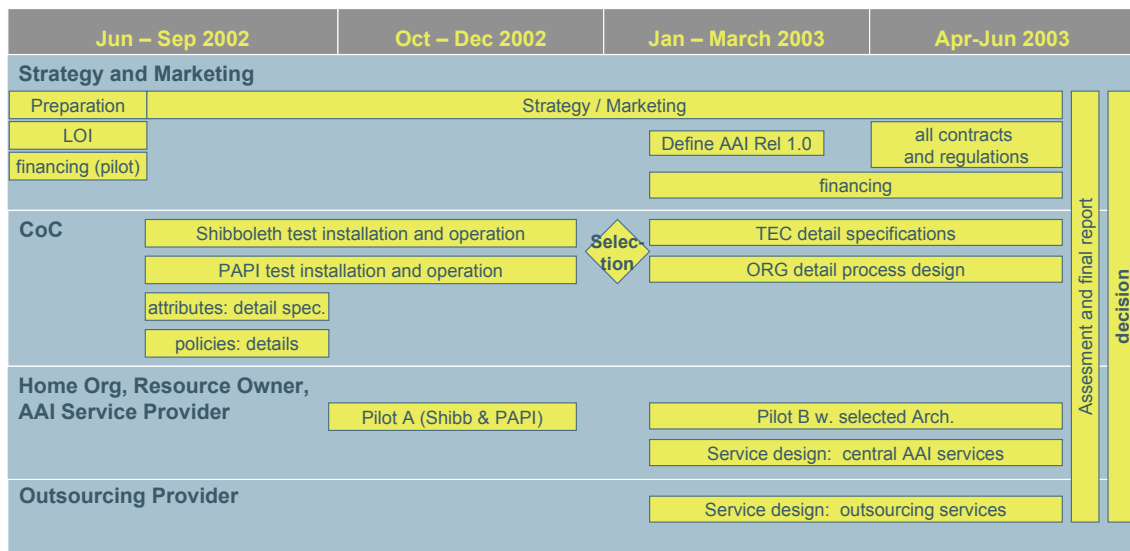 Jun – Sep 2002
Oct – Dec 2002
Jan – March 2003
Apr-Jun 2003
Strategy and Marketing
Preparation
Strategy / Marketing
LOI
Define AAI Rel 1.0
all contracts
and regulations
financing (pilot)
financing
CoC
Shibboleth test installation and operation
Selec-
tion
TEC detail specifications
PAPI test installation and operation
ORG detail process design
attributes: detail spec.
policies: details
Home Org, Resource Owner,
AAI Service Provider
Pilot A (Shibb & PAPI)
Pilot B w. selected Arch.
Service design: central AAI services
Outsourcing Provider
Service design: outsourcing services
Assesment and final report
decision